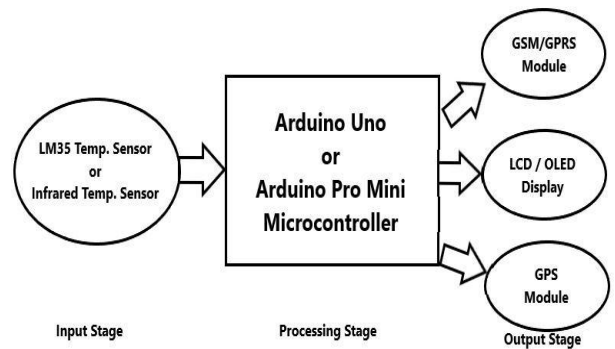 LM35 Temp. Sensor
or
Infrared Temp. Sensor
Arduino Uno
or
Arduino Pro Mini
Microcontroller
GSM/GPRS
Module
LCD / OLED
Display
GPS
Module
Input Stage
Processing Stage
Output Stage